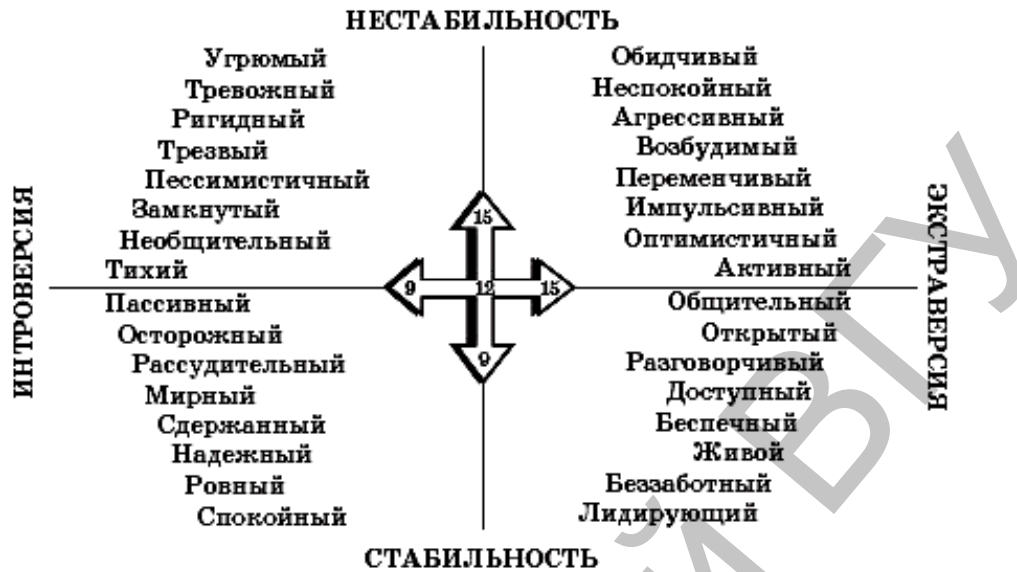 НЕСТАБИЛЬНОСТЬ
Угрюмый
Тревожный
Ригидный
Трезвый
Пессимистичный
Замкнутый
Необщительный
Тихий
Обидчивый
Неспокойный
Агрессивный
Возбудимый
Переменчивый
Импульсивный
Оптимистичный
Активный
ИНТРОВЕРСИЯ
15
9
12
15
9
ЭКСТРАВЕРСИЯ
Пассивный
Осторожный
Рассудительный
Мирный
Сдержанный
Надежный
Ровный
Спокойный
Общительный
Открытый
Разговорчивый
Доступный
Беспечный
Живой
Беззаботный
Лидирующий
СТАБИЛЬНОСТЬ
Й ВГУ